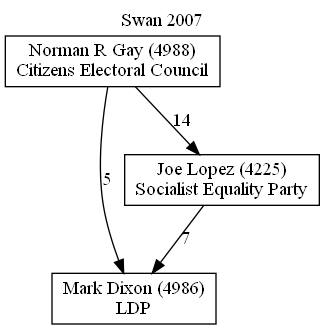 Swan 2007
Norman R Gay (4988)
Citizens Electoral Council
14
Joe Lopez (4225)
Socialist Equality Party
5
7
Mark Dixon (4986)
LDP